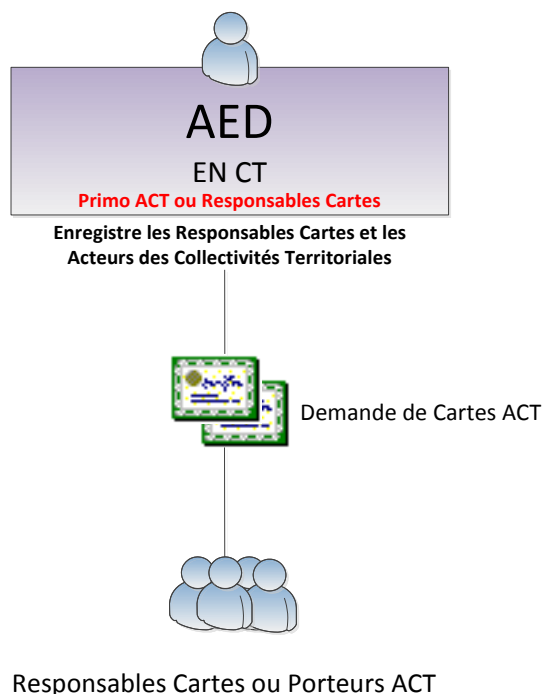 AED
EN CT
Primo ACT ou Responsables Cartes
Enregistre les Responsables Cartes et les
Acteurs des Collectivités Territoriales
Demande de Cartes ACT
Responsables Cartes ou Porteurs ACT